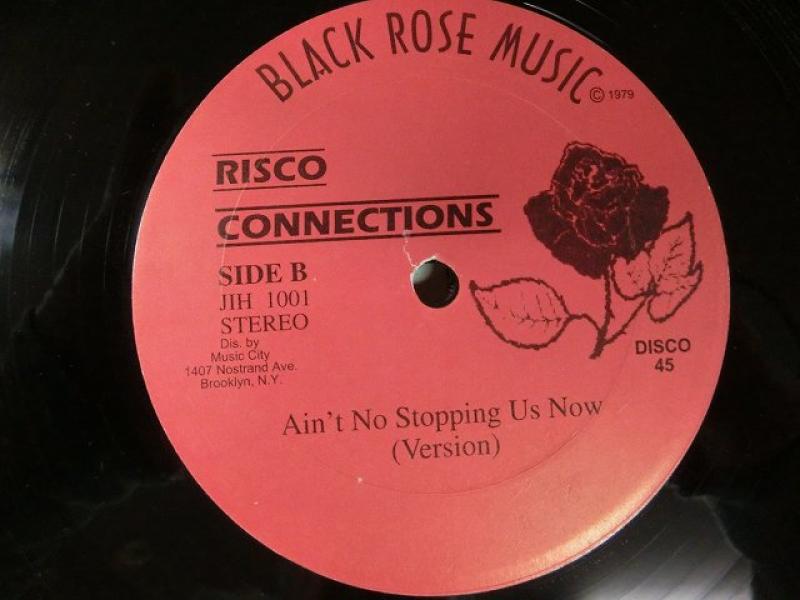 BLACK ROSE MUSIC
© 1979
RISCO
CONNECTIONS
SIDE B
JIH 1001
STEREO
Dis. by
Music City
1407 Nostrand Ave.
Brooklyn, N.Y.
DISCO
45
Ain't No Stopping Us Now
(Version)